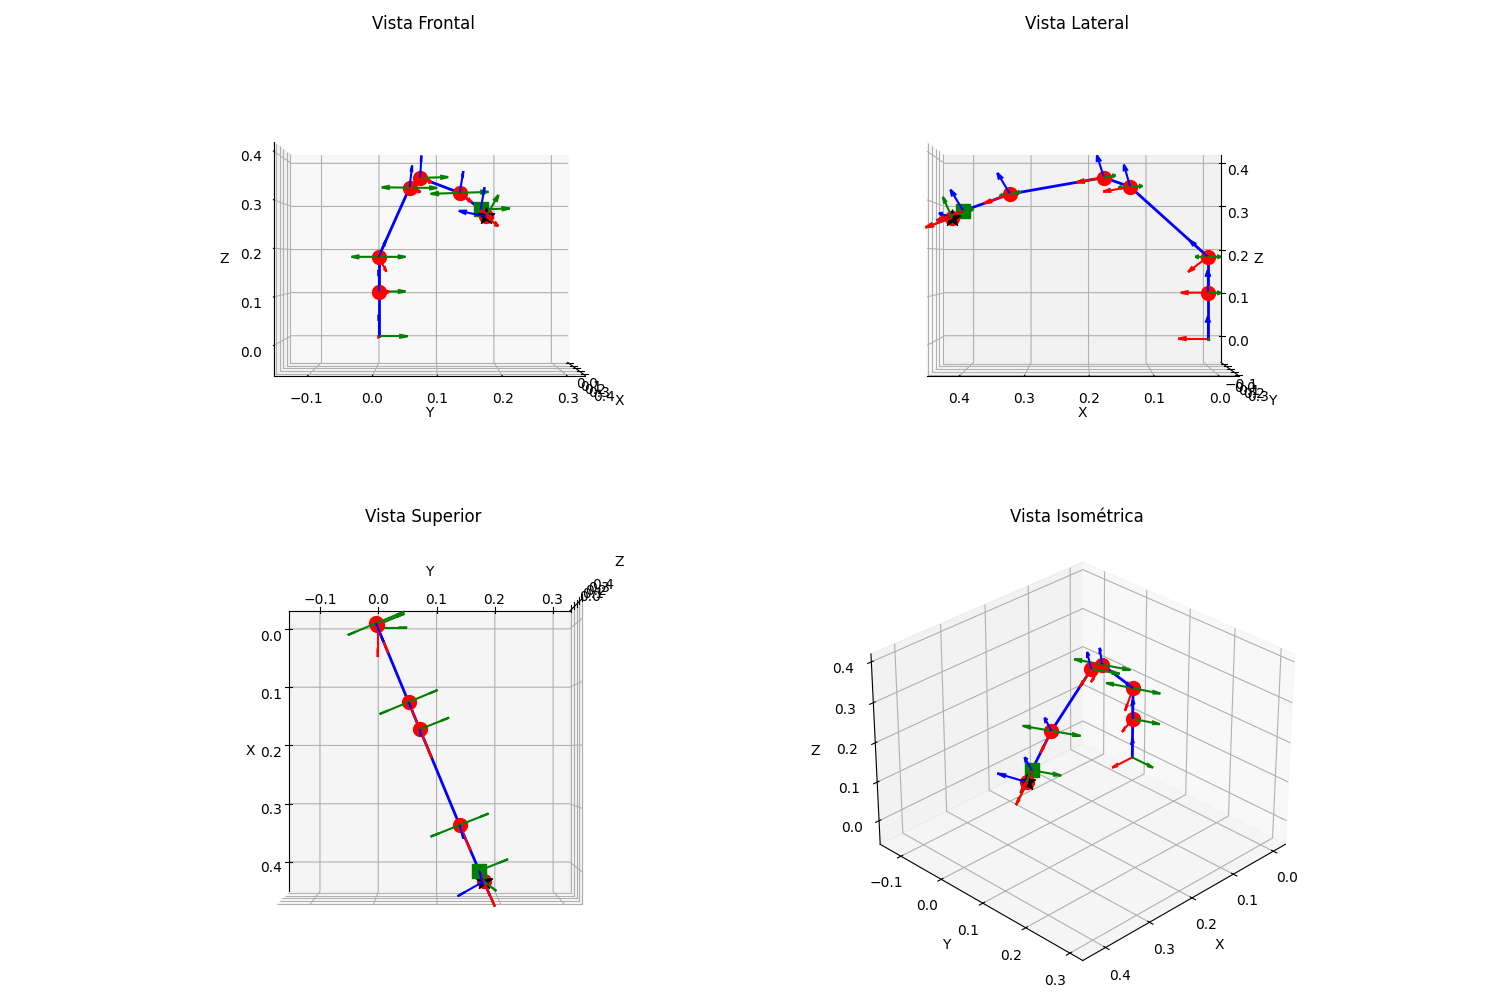 Vista Frontal
0.4
0.3
Z 0.2
0.1
0.0
−0.1 0.0 0.1 0.2 0.3
Y
X
Vista Lateral
0.4
0.3
0.2 Z
0.1
0.0
0.4 0.3 0.2 0.1 0.0
X
Y
Vista Superior
Z
Y
−0.1 0.0 0.1 0.2 0.3
0.0
0.1
X 0.2
0.3
0.4
Vista Isométrica
0.4
0.3
Z 0.2
0.1
0.0
−0.1
0.0
0.1
0.2
0.3
Y
0.0
0.1
0.2
0.3
0.4
X